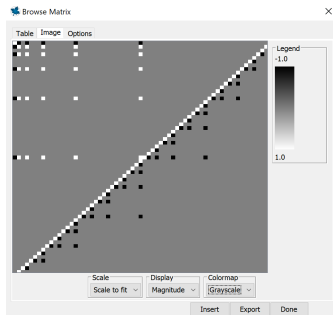 Browse Matrix
Table Image Options
Legend
-1.0
1.0
Scale Display Colormap
Scale to fit Magnitude Grayscale
Insert Export Done